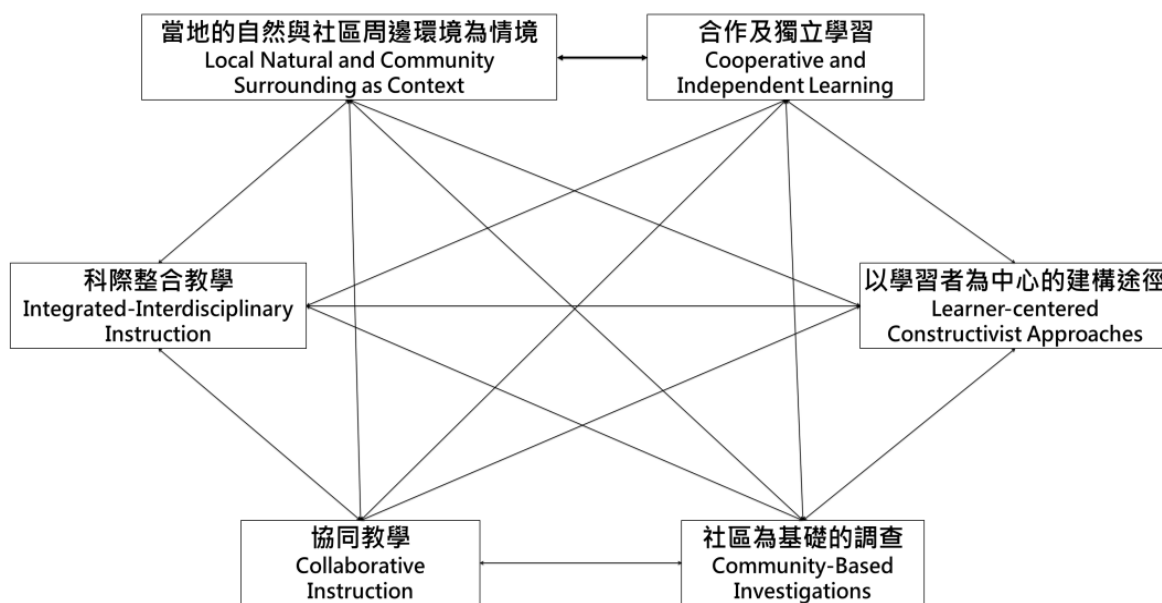 當地的自然與社區周邊環境為情境
Local Natural and Community
Surrounding as Context
合作及獨立學習
Cooperative and
Independent Learning
科際整合教學
Integrated-Interdisciplinary
Instruction
以學習者為中心的建構途徑
Learner-centered
Constructivist Approaches
協同教學
Collaborative
Instruction
社區為基礎的調查
Community-Based
Investigations